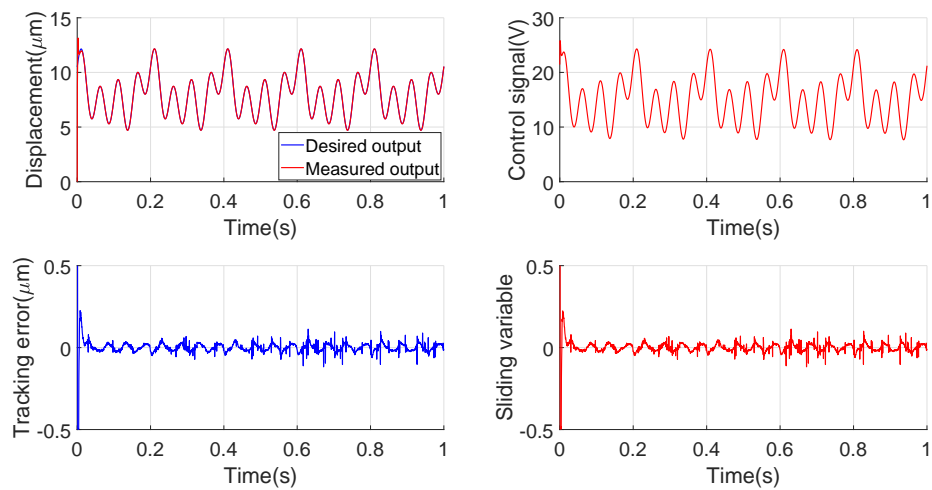 Displacement(μm)
15
10
5
0
Desired output
Measured output
0 0.2 0.4 0.6 0.8 1
Time(s)
Control signal(V)
30
20
10
0
0 0.2 0.4 0.6 0.8 1
Time(s)
Tracking error(μm)
0.5
0
-0.5
0 0.2 0.4 0.6 0.8 1
Time(s)
Sliding variable
0.5
0
-0.5
0 0.2 0.4 0.6 0.8 1
Time(s)